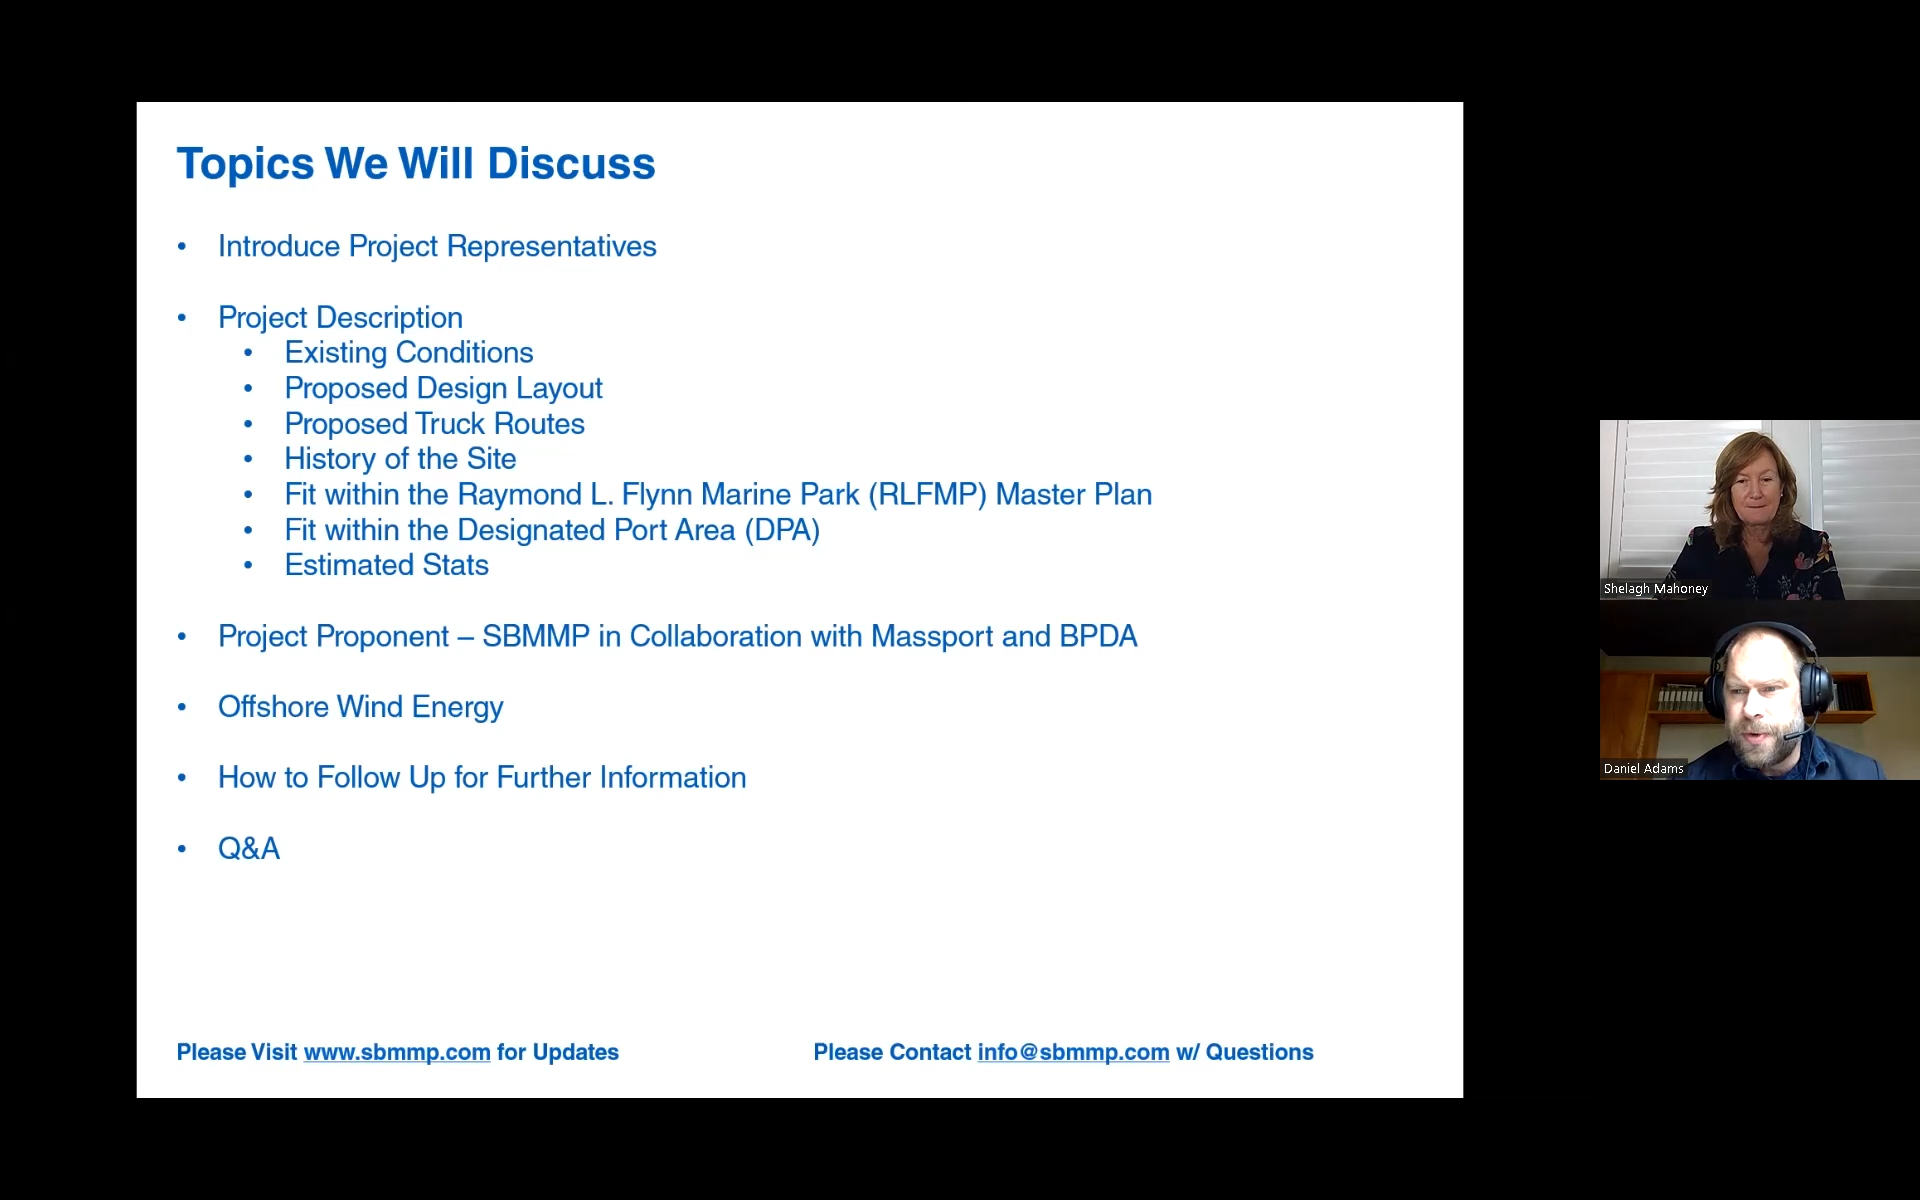 Topics We Will Discuss
• Introduce Project Representatives
• Project Description
• Existing Conditions
• Proposed Design Layout
• Proposed Truck Routes
• History of the Site
• Fit within the Raymond L. Flynn Marine Park (RLFMP) Master Plan
• Fit within the Designated Port Area (DPA)
• Estimated Stats
• Project Proponent – SBMMP in Collaboration with Massport and BPDA
• Offshore Wind Energy
• How to Follow Up for Further Information
• Q&A
Please Visit www.sbmmp.com for Updates
Please Contact info@sbmmp.com w/ Questions
Shelagh Mahoney
Daniel Adams